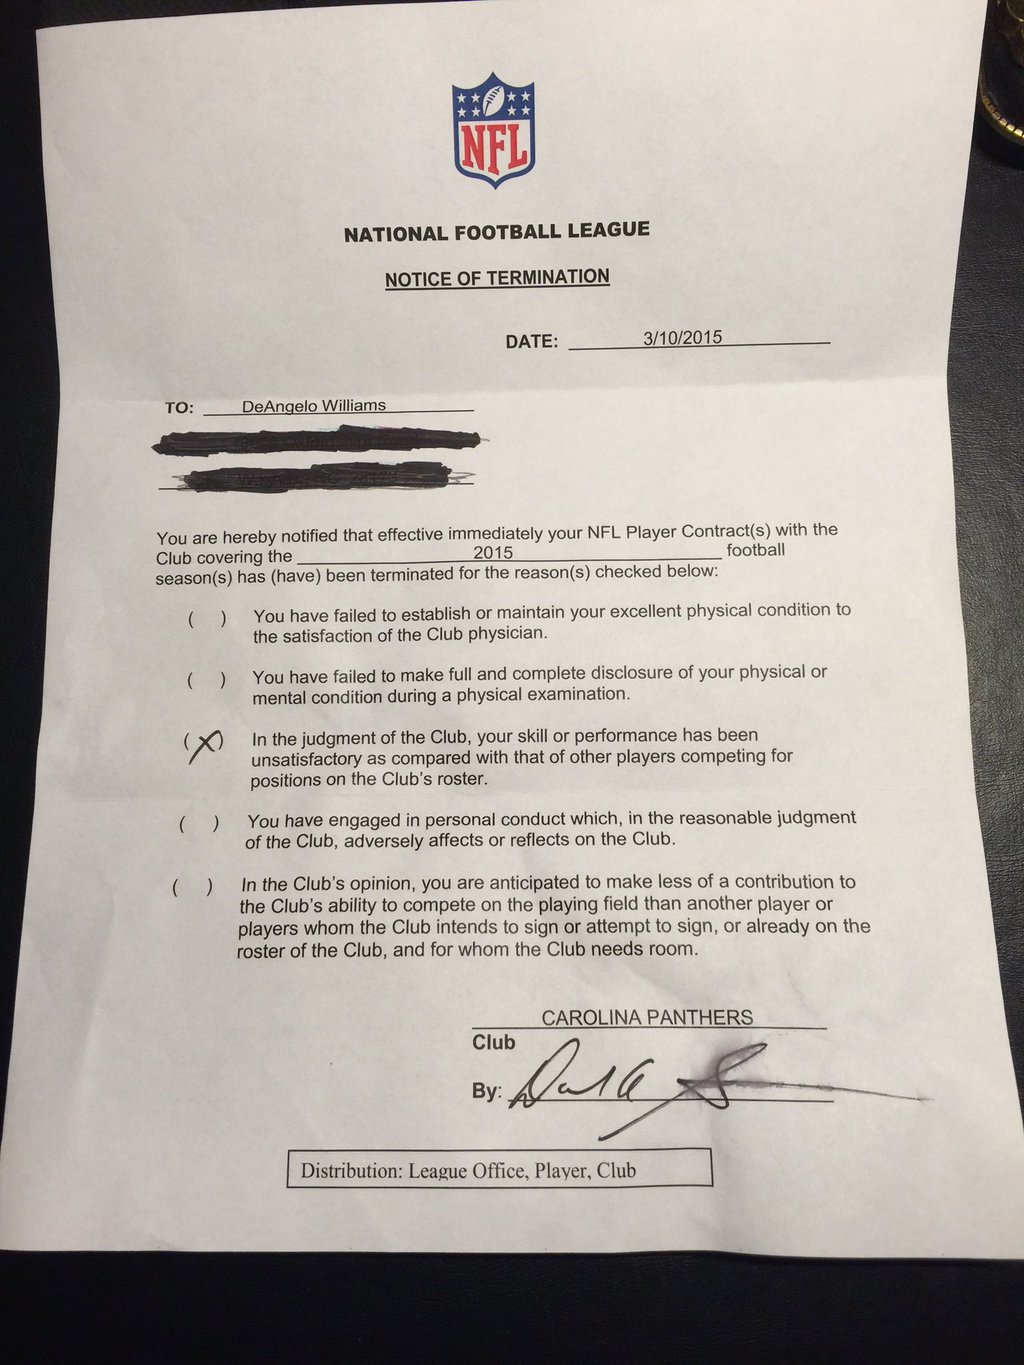 NFL
NATIONAL FOOTBALL LEAGUE
NOTICE OF TERMINATION
DATE: 3/10/2015
TO: DeAngelo Williams
You are hereby notified that effective immediately your NFL Player Contract(s) with the
Club covering the 2015 football
season(s) has (have) been terminated for the reason(s) checked below:
( ) You have failed to establish or maintain your excellent physical condition to
the satisfaction of the Club physician.
( ) You have failed to make full and complete disclosure of your physical or
mental condition during a physical examination.
(X) In the judgment of the Club, your skill or performance has been
unsatisfactory as compared with that of other players competing for
positions on the Club's roster.
( ) You have engaged in personal conduct which, in the reasonable judgment
of the Club, adversely affects or reflects on the Club.
( ) In the Club's opinion, you are anticipated to make less of a contribution to
the Club's ability to compete on the playing field than another player or
players whom the Club intends to sign or attempt to sign, or already on the
roster of the Club, and for whom the Club needs room.
CAROLINA PANTHERS
Club
By:
Distribution: League Office, Player, Club